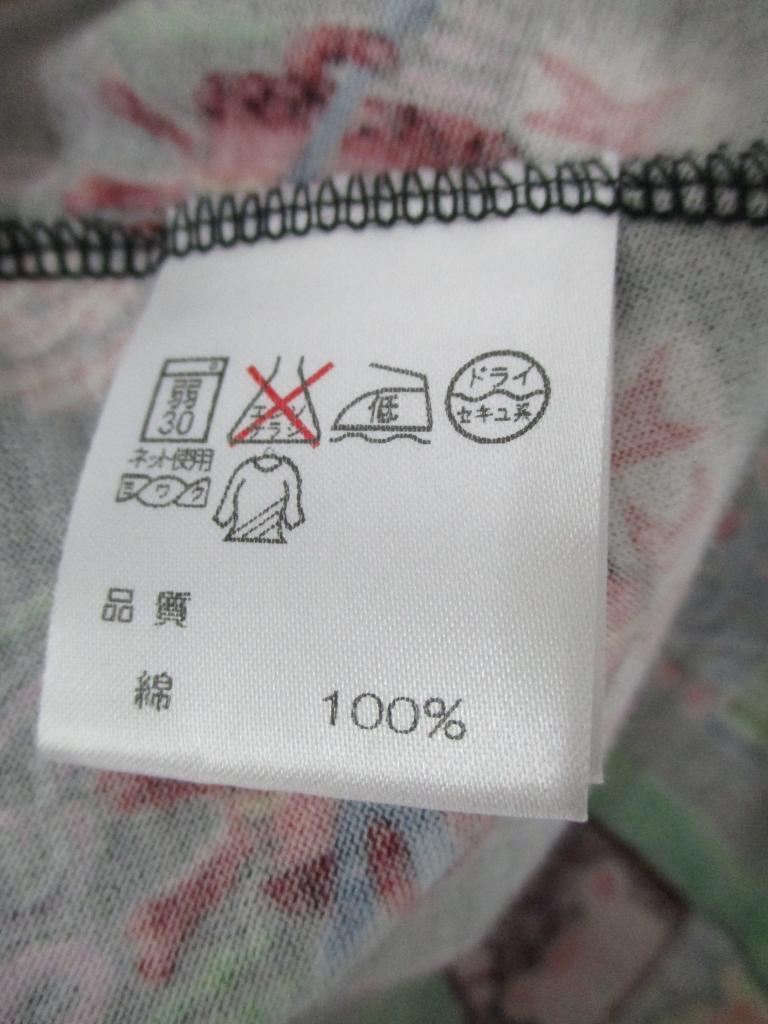 弱 エンソ ドライ
30 サラシ 低 セキユ系
ネット使用
ヨワク
品質
綿 100%